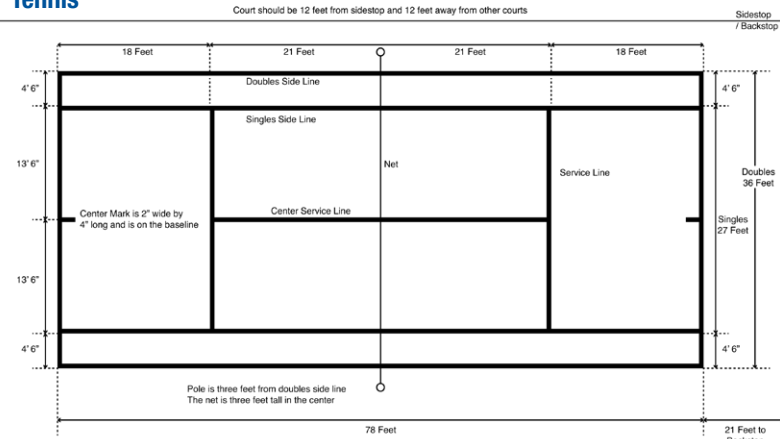 Tennis
Court should be 12 feet from sidestop and 12 feet away from other courts
Sidestop
/ Backstop
18 Feet
21 Feet
21 Feet
18 Feet
4' 6"
Doubles Side Line
4' 6"
Singles Side Line
13' 6"
Net
Service Line
Doubles
36 Feet
Center Mark is 2" wide by
4" long and is on the baseline
Center Service Line
Singles
27 Feet
13' 6"
4' 6"
4' 6"
Pole is three feet from doubles side line
The net is three feet tall in the center
78 Feet
21 Feet to